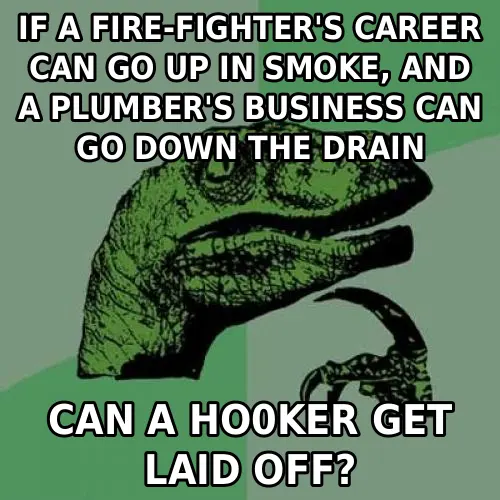 IF A FIRE-FIGHTER'S CAREER
CAN GO UP IN SMOKE, AND
A PLUMBER'S BUSINESS CAN
GO DOWN THE DRAIN
CAN A HO0KER GET
LAID OFF?